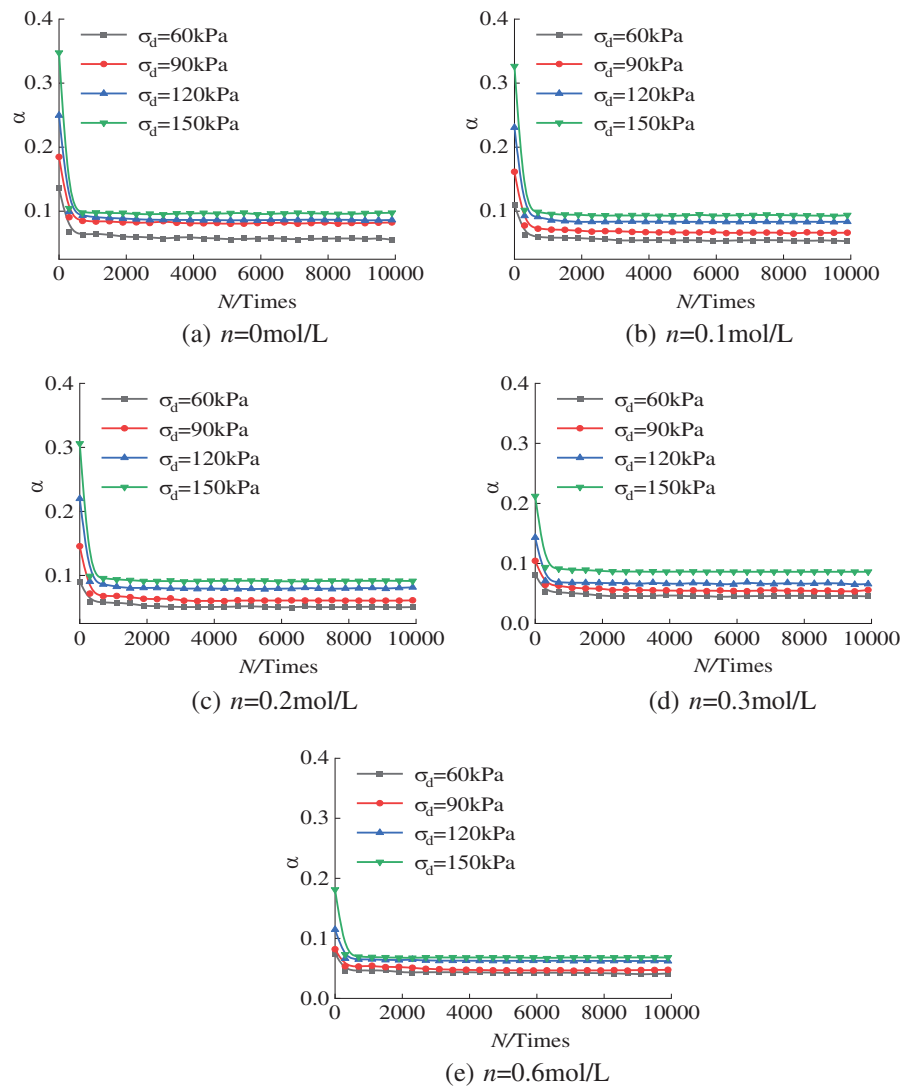 0.4
0.3
0.2
0.1
α
σd=60kPa
σd=90kPa
σd=120kPa
σd=150kPa
0 2000 4000 6000 8000 10000
N/Times
(a) n=0mol/L
0.4
0.3
0.2
0.1
α
σd=60kPa
σd=90kPa
σd=120kPa
σd=150kPa
0 2000 4000 6000 8000 10000
N/Times
(b) n=0.1mol/L
0.4
0.3
0.2
0.1
α
σd=60kPa
σd=90kPa
σd=120kPa
σd=150kPa
0 2000 4000 6000 8000 10000
N/Times
(c) n=0.2mol/L
0.4
0.3
0.2
0.1
0.0
α
σd=60kPa
σd=90kPa
σd=120kPa
σd=150kPa
0 2000 4000 6000 8000 10000
N/Times
(d) n=0.3mol/L
0.4
0.3
0.2
0.1
0.0
α
σd=60kPa
σd=90kPa
σd=120kPa
σd=150kPa
0 2000 4000 6000 8000 10000
N/Times
(e) n=0.6mol/L